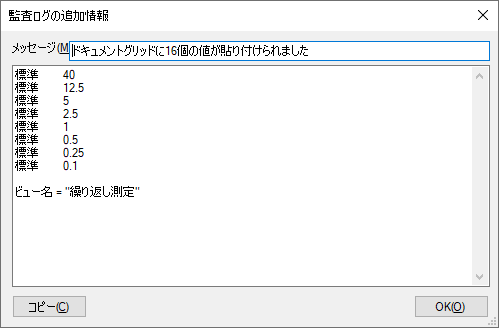 監査ログの追加情報
メッセージ(M ドキュメントグリッドに16個の値が貼り付けられました
標準 40
標準 12.5
標準 5
標準 2.5
標準 1
標準 0.5
標準 0.25
標準 0.1
ビュー名 = "繰り返し測定"
コピー(C) OK(O)